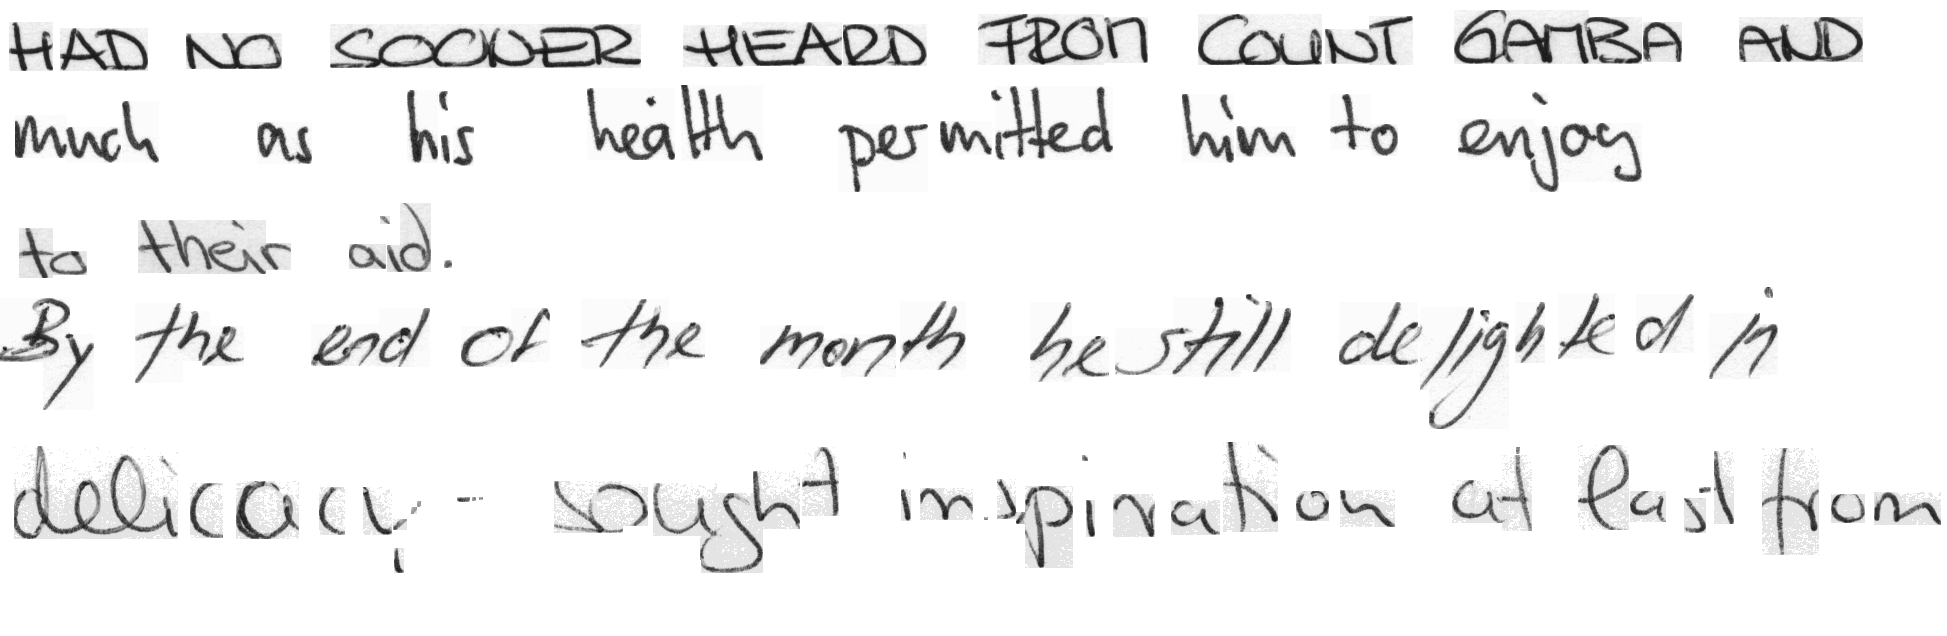 HAD NO SOONER HEARD FROM COUNT GAMBA AND
much as his health permitted him to enjoy
to their aid.
By the end of the month he still delighted in
delicacy - sought inspiration at last from